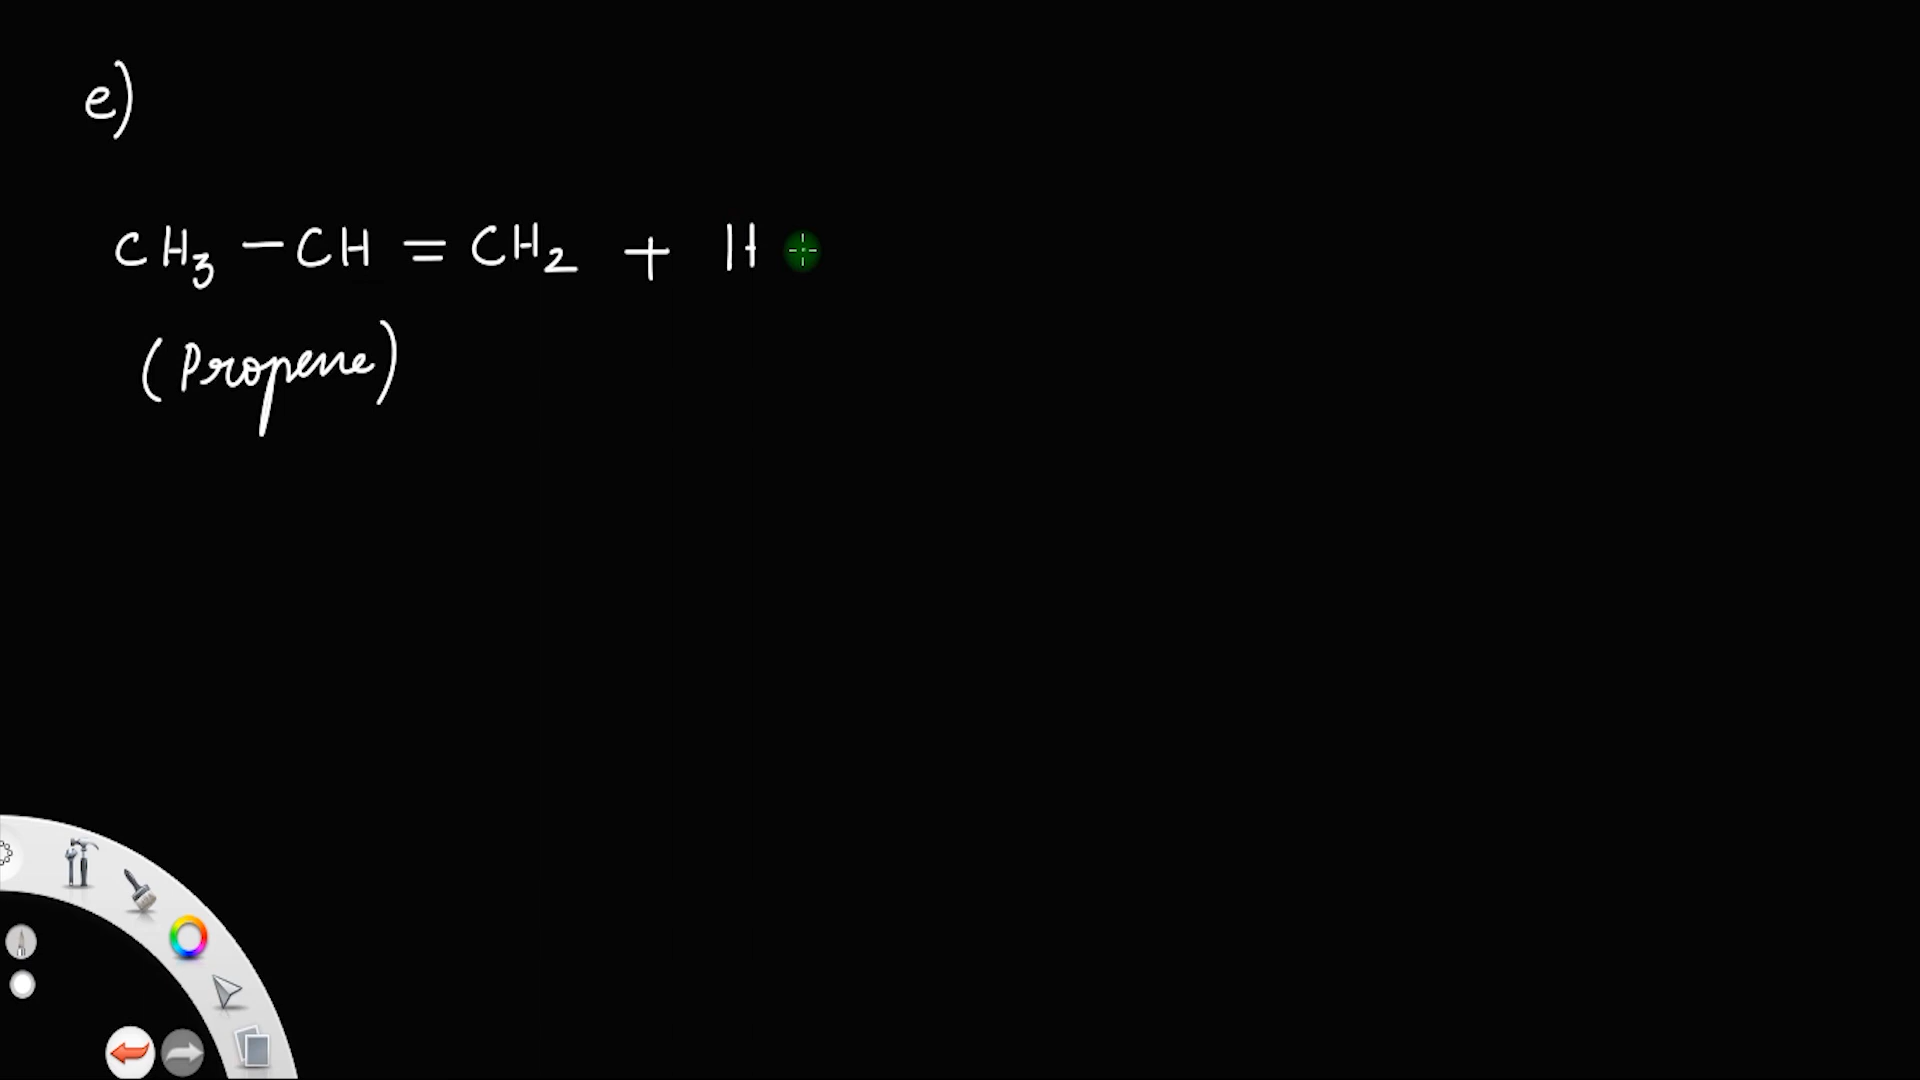 e)
CH₃ – CH = CH₂ + H
(Propene)